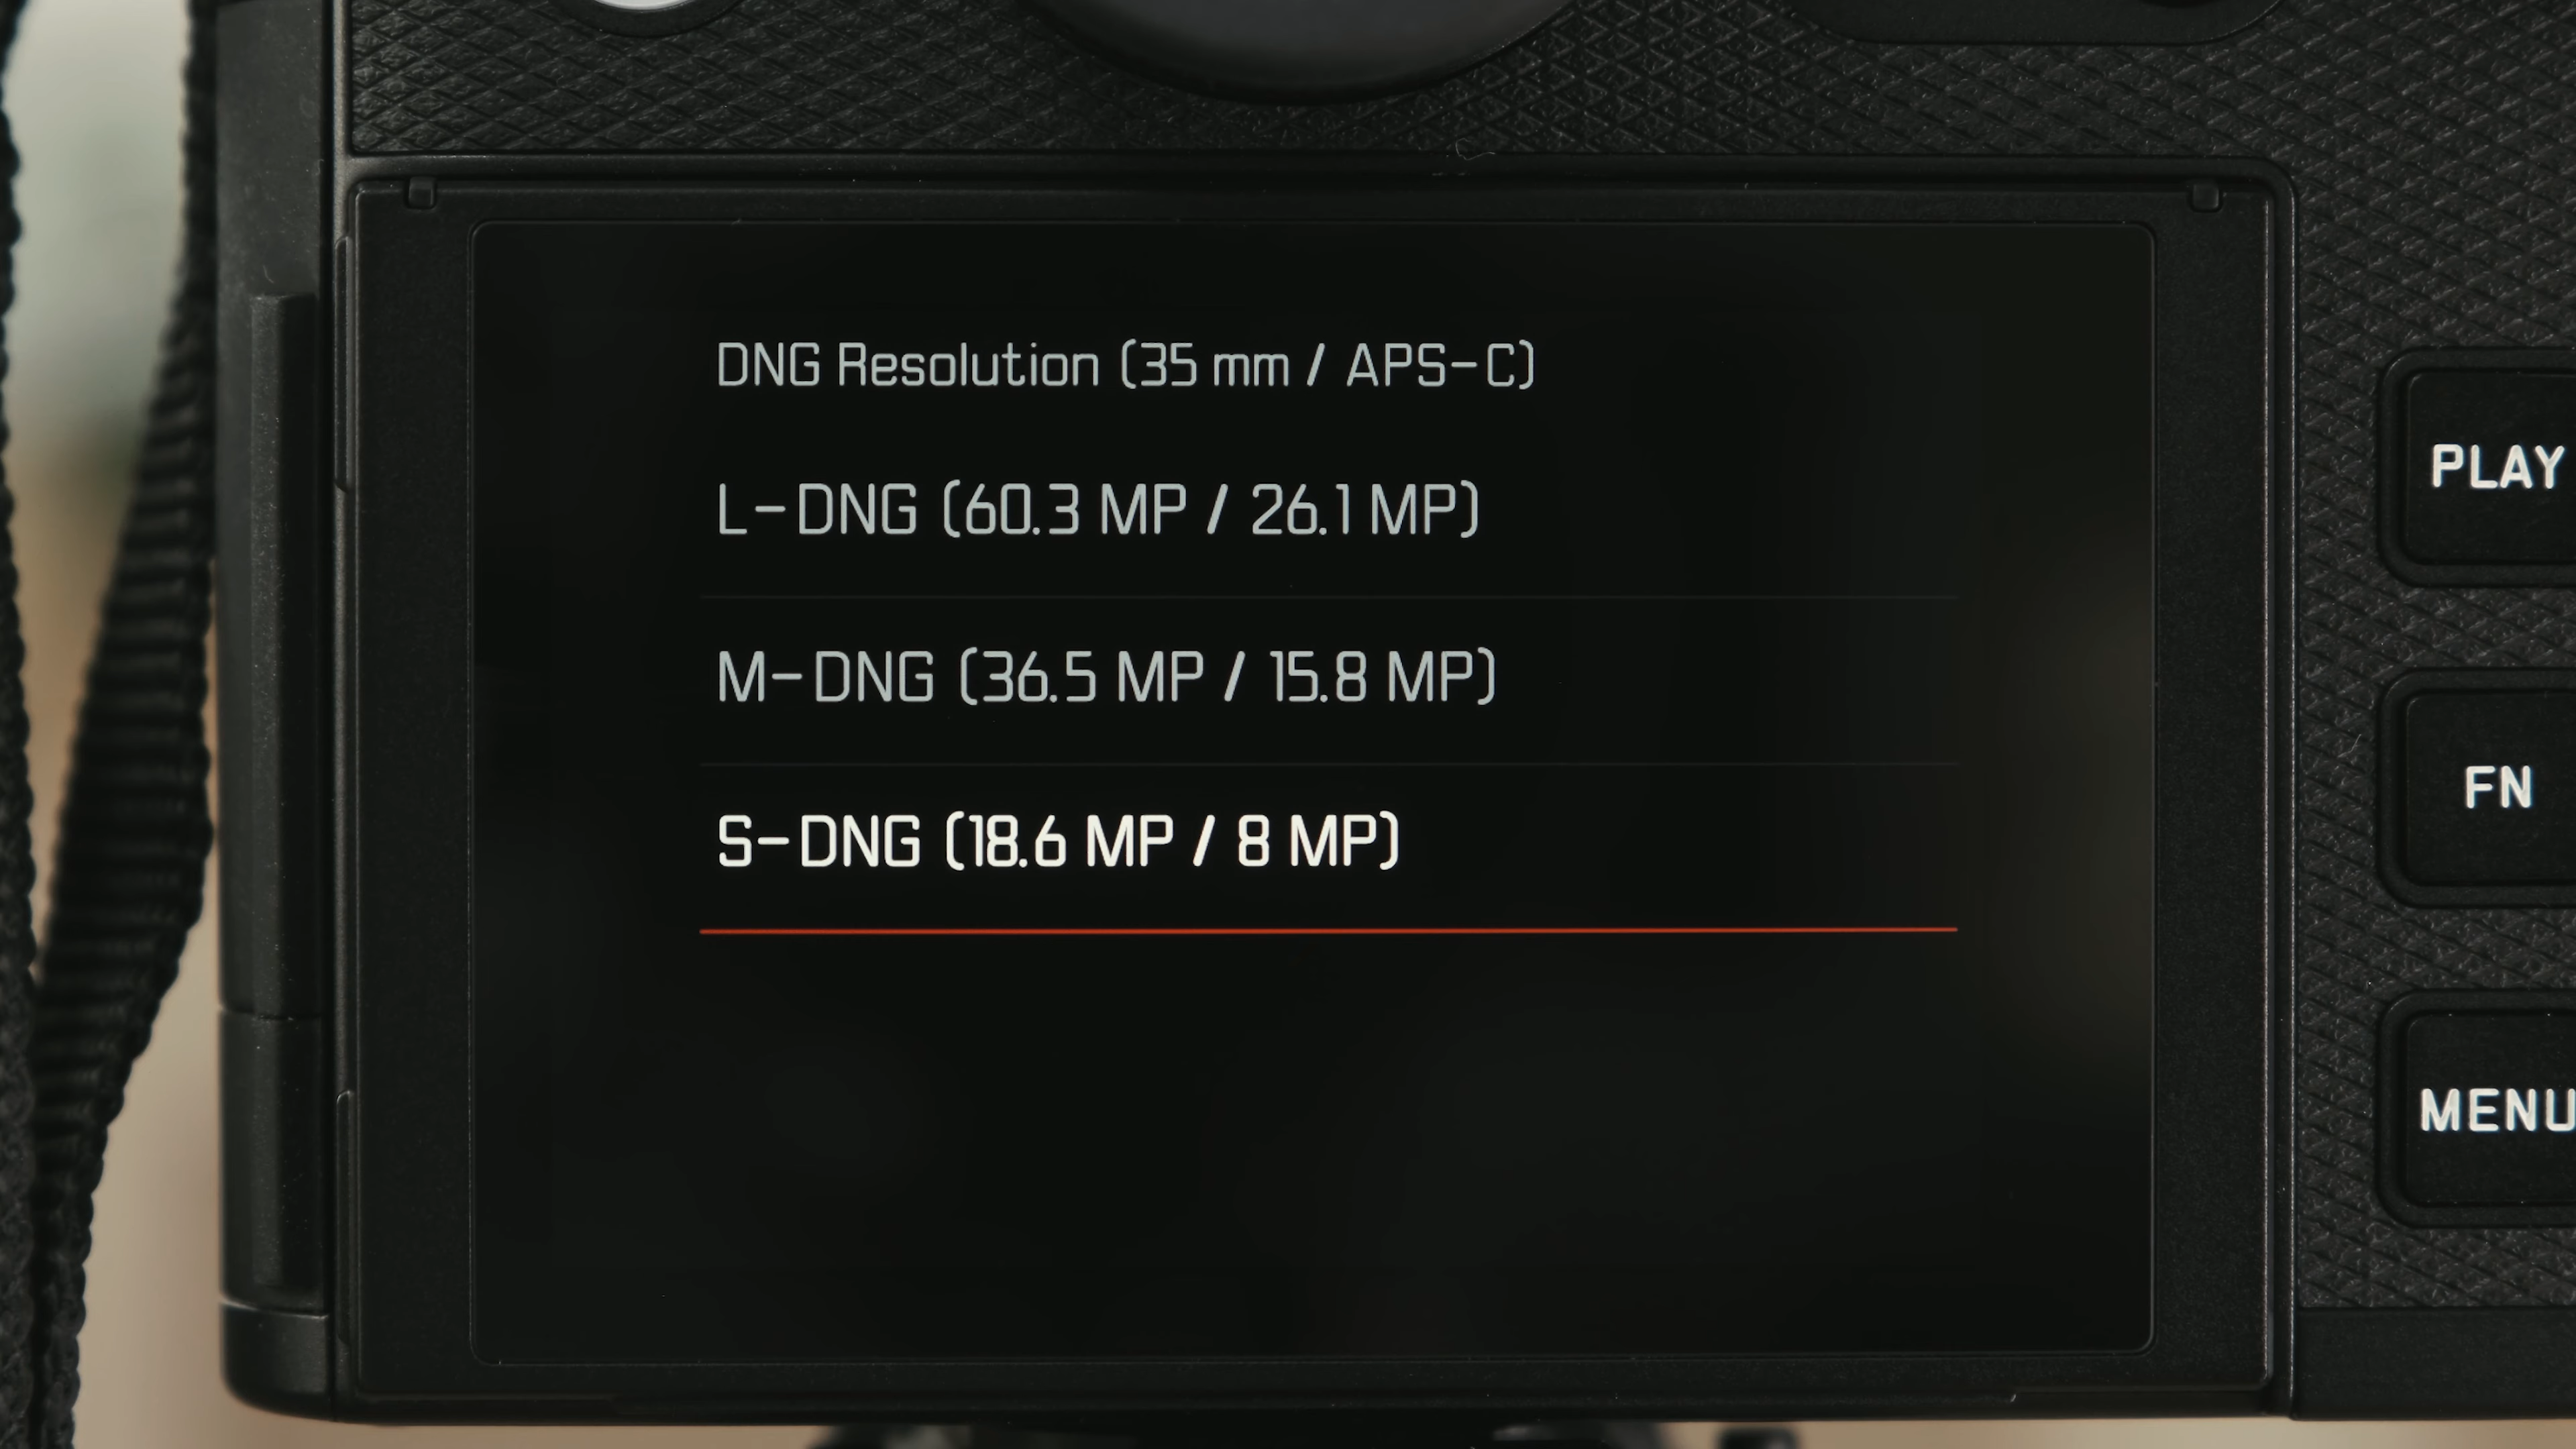 DNG Resolution (35 mm / APS-C)
L-DNG (60.3 MP / 26.1 MP)
PLAY
M-DNG (36.5 MP / 15.8 MP)
FN
S-DNG (18.6 MP / 8 MP)
MENU